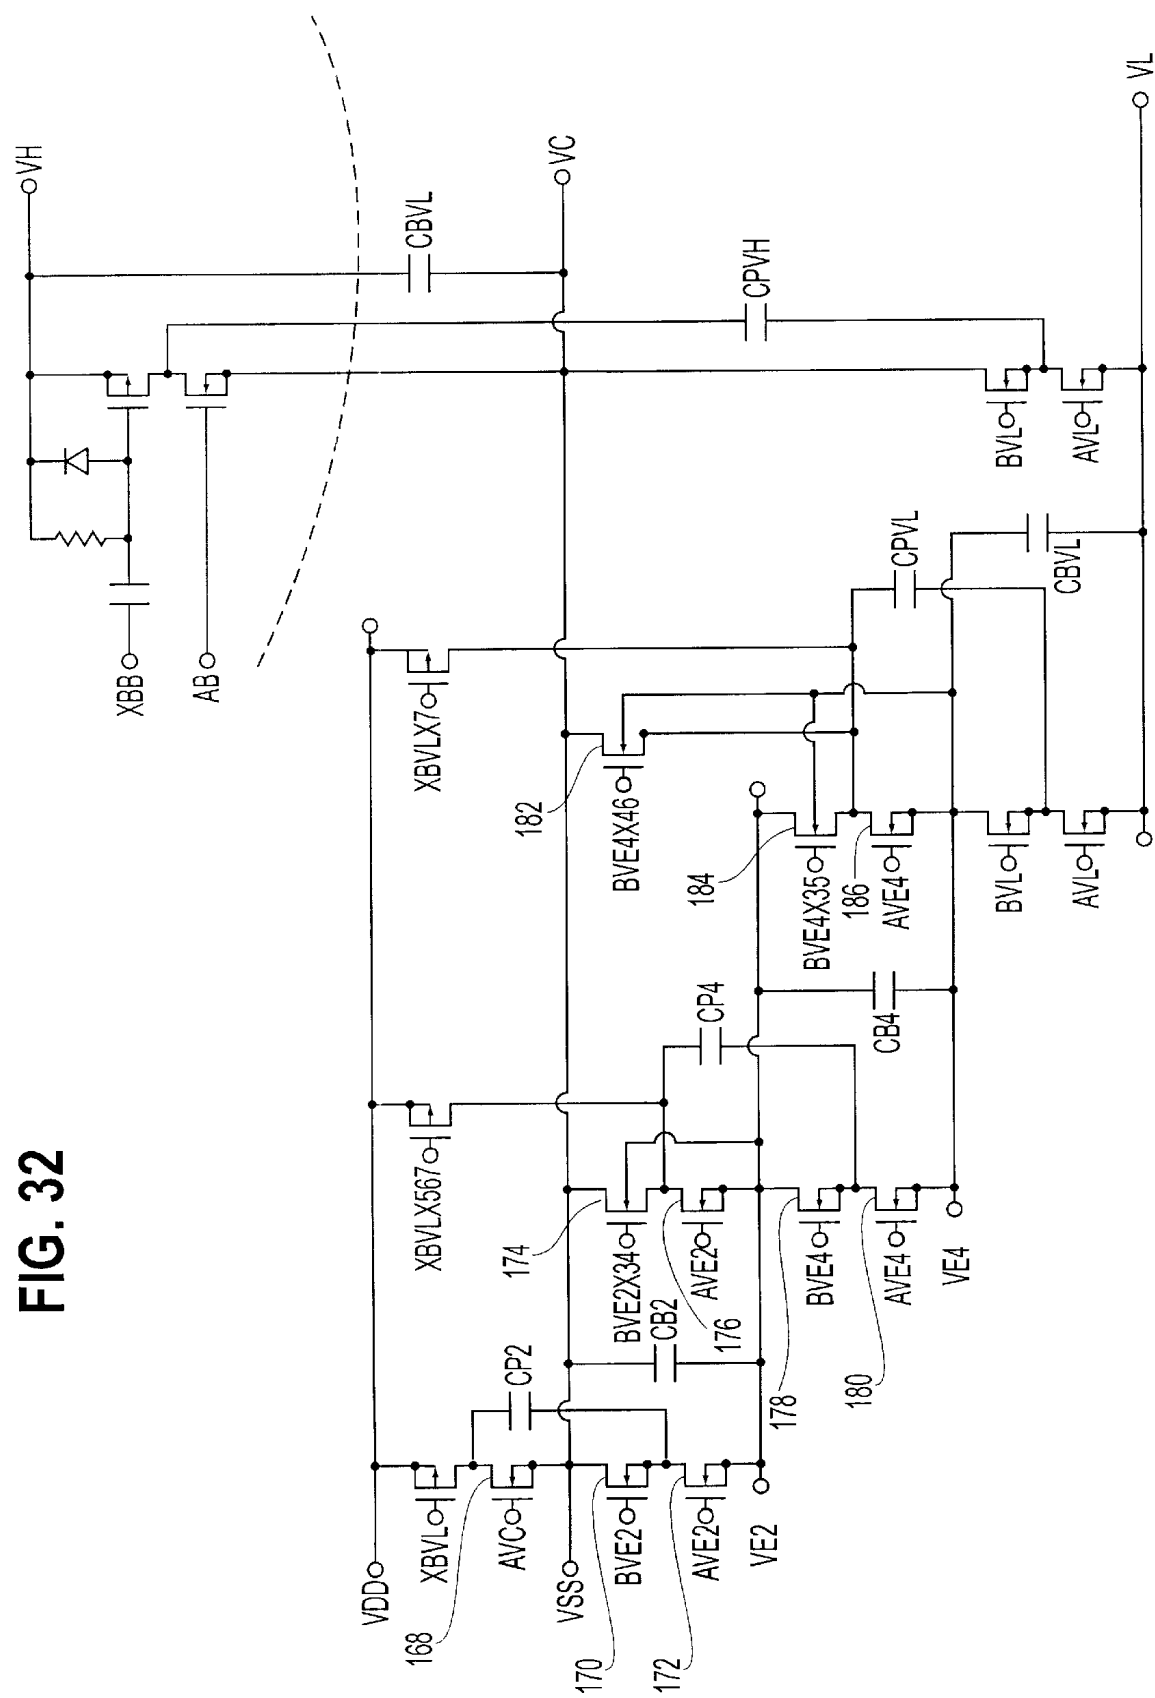 FIG. 32
VH
XBB
AB
CBVL
VC
CPVH
VL
BVL
AVL
XBVLX7
182
BVE4X46
CPVL
CBVL
184
BVE4X35
186
AVE4
BVL
AVL
XBVLX567
CP4
CB4
174
BVE2X34
AVE2
176
178
BVE4
180
AVE4
VE4
CP2
CB2
VDD
XBVL
168
AVC
VSS
170
BVE2
172
AVE2
VE2